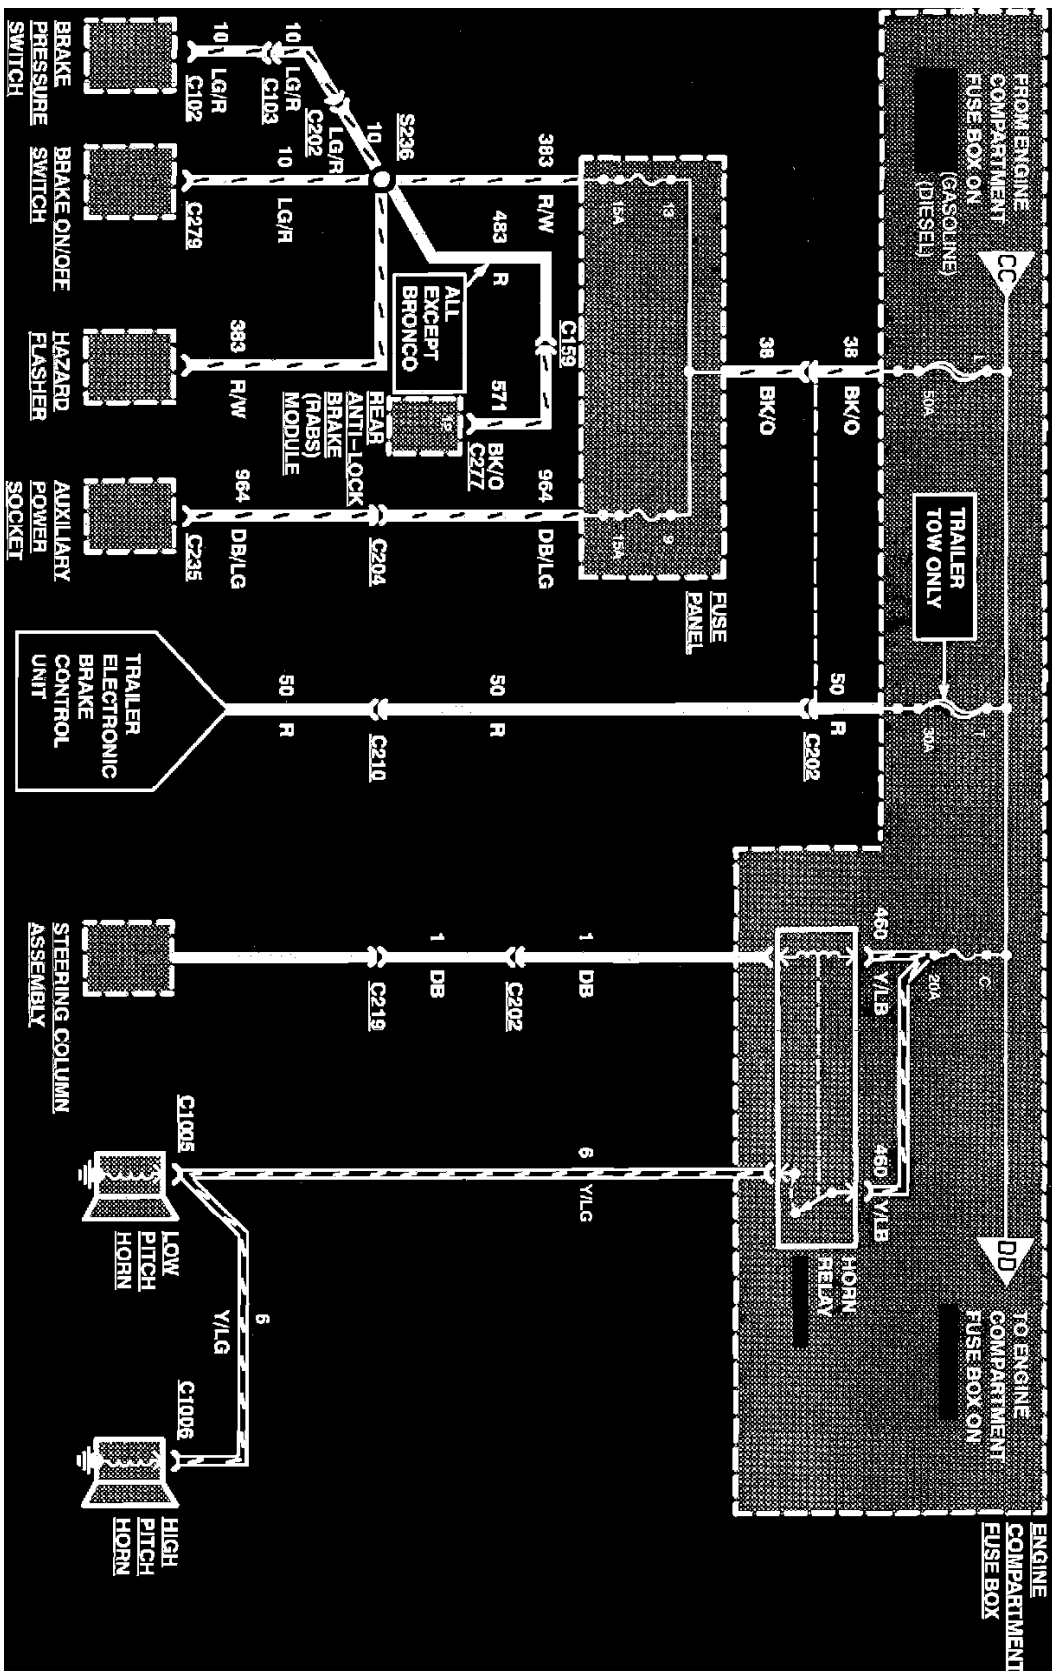 FROM ENGINE
COMPARTMENT
FUSE BOX ON
(GASOLINE)
(DIESEL)
CC
L
50A
TRAILER
TOW ONLY
T
30A
C
20A
DD
TO ENGINE
COMPARTMENT
FUSE BOX ON
ENGINE
COMPARTMENT
FUSE BOX
460
Y/LB
460
Y/LB
HORN
RELAY
38
BK/O
38
BK/O
50
R
C202
FUSE
PANEL
13
15A
9
15A
383
R/W
C159
964
DB/LG
483
R
ALL
EXCEPT
BRONCO
571
BK/O
C277
1P
REAR
ANTI-LOCK
BRAKE
(RABS)
MODULE
S236
10
LG/R
C202
10
LG/R
C103
10
LG/R
C102
10
LG/R
C279
383
R/W
C204
964
DB/LG
C235
50
R
C210
50
R
1
DB
C202
1
DB
C219
6
Y/LG
C1005
6
Y/LG
C1006
BRAKE
PRESSURE
SWITCH
BRAKE ON/OFF
SWITCH
HAZARD
FLASHER
AUXILIARY
POWER
SOCKET
TRAILER
ELECTRONIC
BRAKE
CONTROL
UNIT
STEERING COLUMN
ASSEMBLY
LOW
PITCH
HORN
HIGH
PITCH
HORN